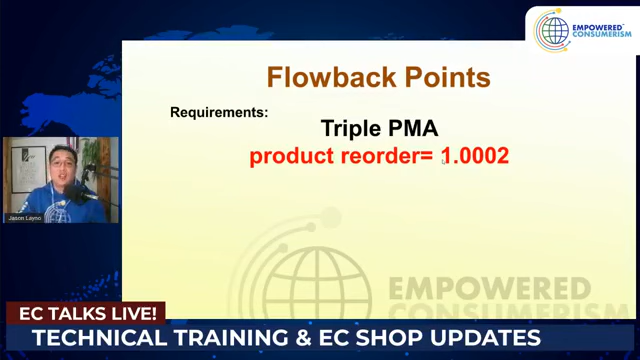 EMPOWERED
CONSUMERISM
Flowback Points
Requirements:
Triple PMA
product reorder= 1.0002
Jason Layno
EMPOWERED
CONSUMERISM
EC TALKS LIVE!
TECHNICAL TRAINING & EC SHOP UPDATES